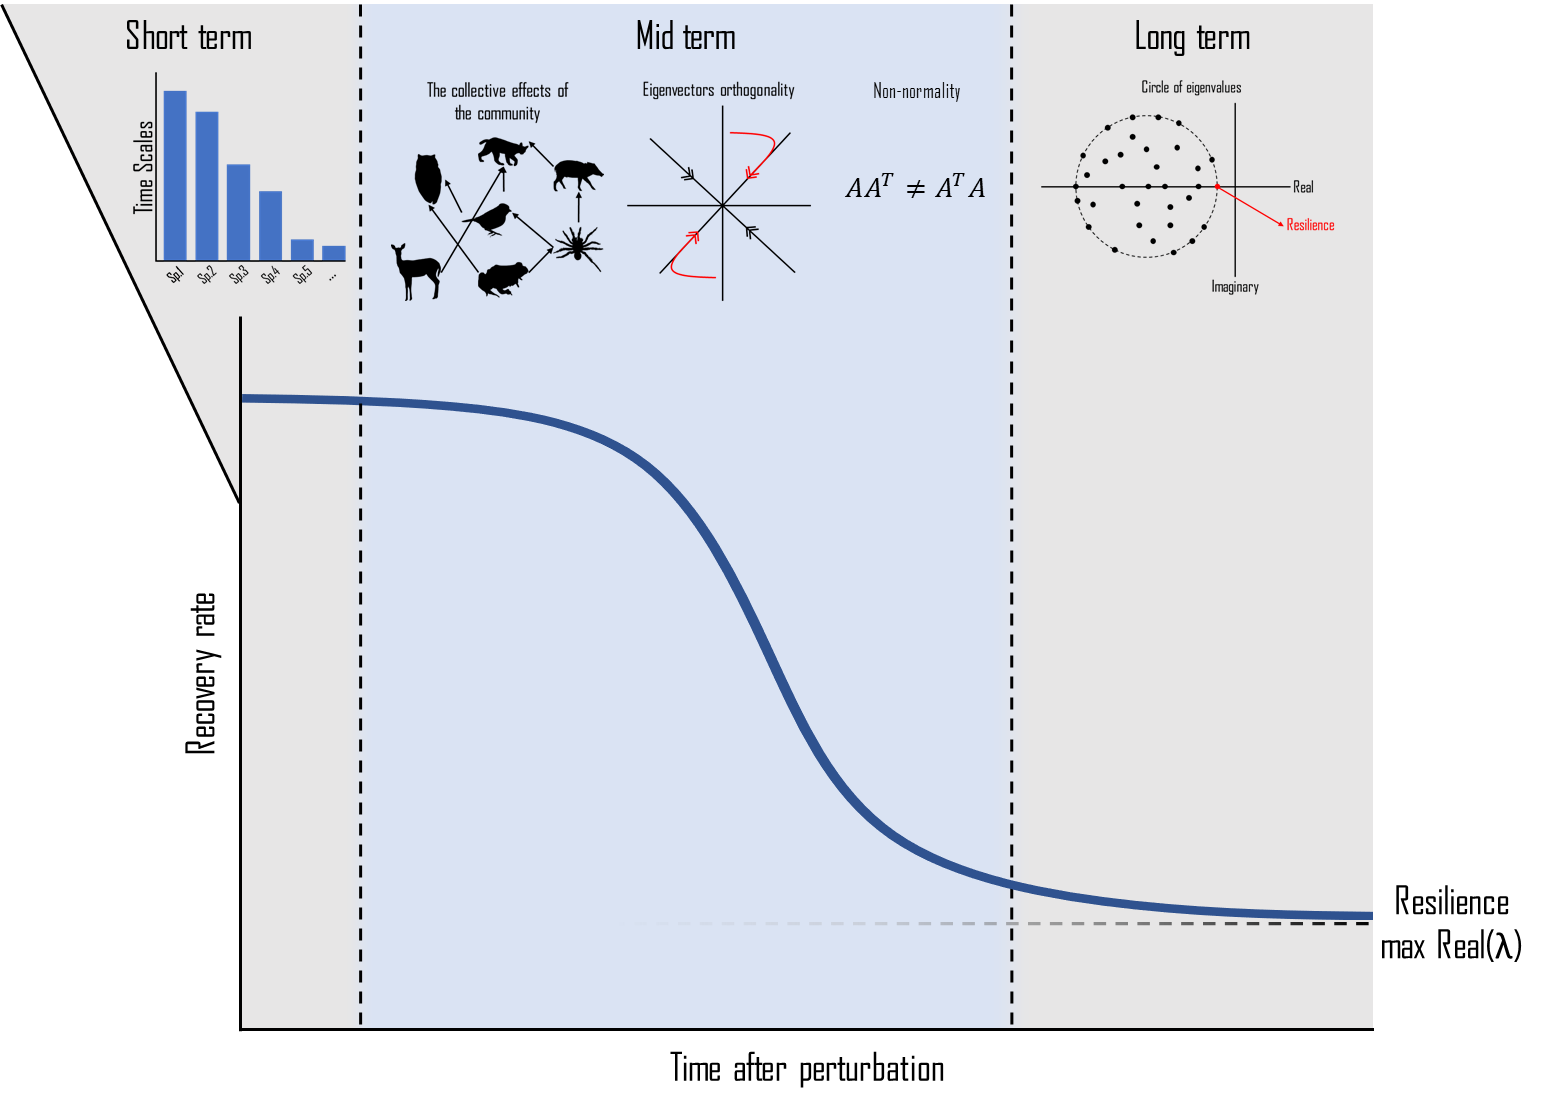 Short term
Mid term
Long term
Time Scales
Sp.1
Sp.2
Sp.3
Sp.4
Sp.5
...
The collective effects of
the community
Eigenvectors orthogonality
Non-normality
AAᵀ ≠ AᵀA
Circle of eigenvalues
Real
Resilience
Imaginary
Recovery rate
Resilience
max Real(λ)
Time after perturbation